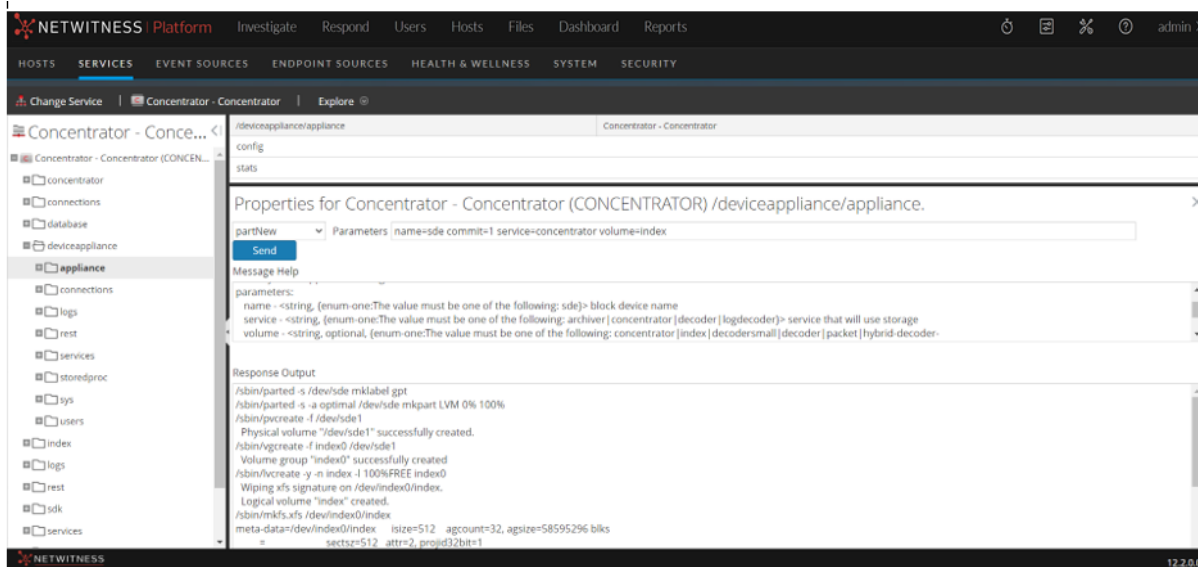 NETWITNESS | Platform Investigate Respond Users Hosts Files Dashboard Reports admin
HOSTS SERVICES EVENT SOURCES ENDPOINT SOURCES HEALTH & WELLNESS SYSTEM SECURITY
Change Service | Concentrator - Concentrator | Explore
Concentrator - Conce...
Concentrator - Concentrator (CONCEN...
concentrator
connections
database
deviceappliance
appliance
connections
logs
rest
services
storedproc
sys
users
index
logs
rest
sdk
services
/deviceappliance/appliance Concentrator - Concentrator
config
stats
Properties for Concentrator - Concentrator (CONCENTRATOR) /deviceappliance/appliance.
partNew Parameters name=sde commit=1 service=concentrator volume=index
Send
Message Help
parameters:
name - <string, {enum-one:The value must be one of the following: sde}> block device name
service - <string, {enum-one:The value must be one of the following: archiver|concentrator|decoder|logdecoder}> service that will use storage
volume - <string, optional, {enum-one:The value must be one of the following: concentrator|index|decodersmall|decoder|packet|hybrid-decoder-
Response Output
/sbin/parted -s /dev/sde mklabel gpt
/sbin/parted -s -a optimal /dev/sde mkpart LVM 0% 100%
/sbin/pvcreate -f /dev/sde1
Physical volume "/dev/sde1" successfully created.
/sbin/vgcreate -f index0 /dev/sde1
Volume group "index0" successfully created
/sbin/lvcreate -y -n index -l 100%FREE index0
Wiping xfs signature on /dev/index0/index.
Logical volume "index" created.
/sbin/mkfs.xfs /dev/index0/index
meta-data=/dev/index0/index isize=512 agcount=32, agsize=58595296 blks
= sectsz=512 attr=2, projid32bit=1
NETWITNESS 12.2.0.